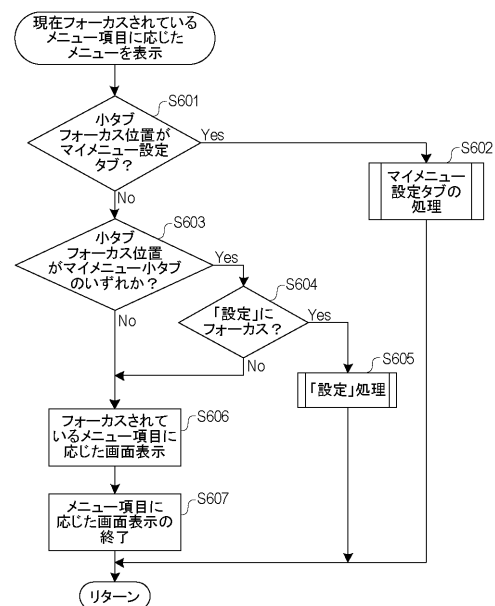 現在フォーカスされている
メニュー項目に応じた
メニューを表示
S601
小タブ
フォーカス位置が
マイメニュー設定
タブ？
Yes
No
S602
マイメニュー
設定タブの
処理
S603
小タブ
フォーカス位置
がマイメニュー小タブ
のいずれか？
Yes
No
S604
「設定」に
フォーカス？
Yes
No
S605
「設定」処理
S606
フォーカスされて
いるメニュー項目に
応じた画面表示
S607
メニュー項目に
応じた画面表示の
終了
リターン